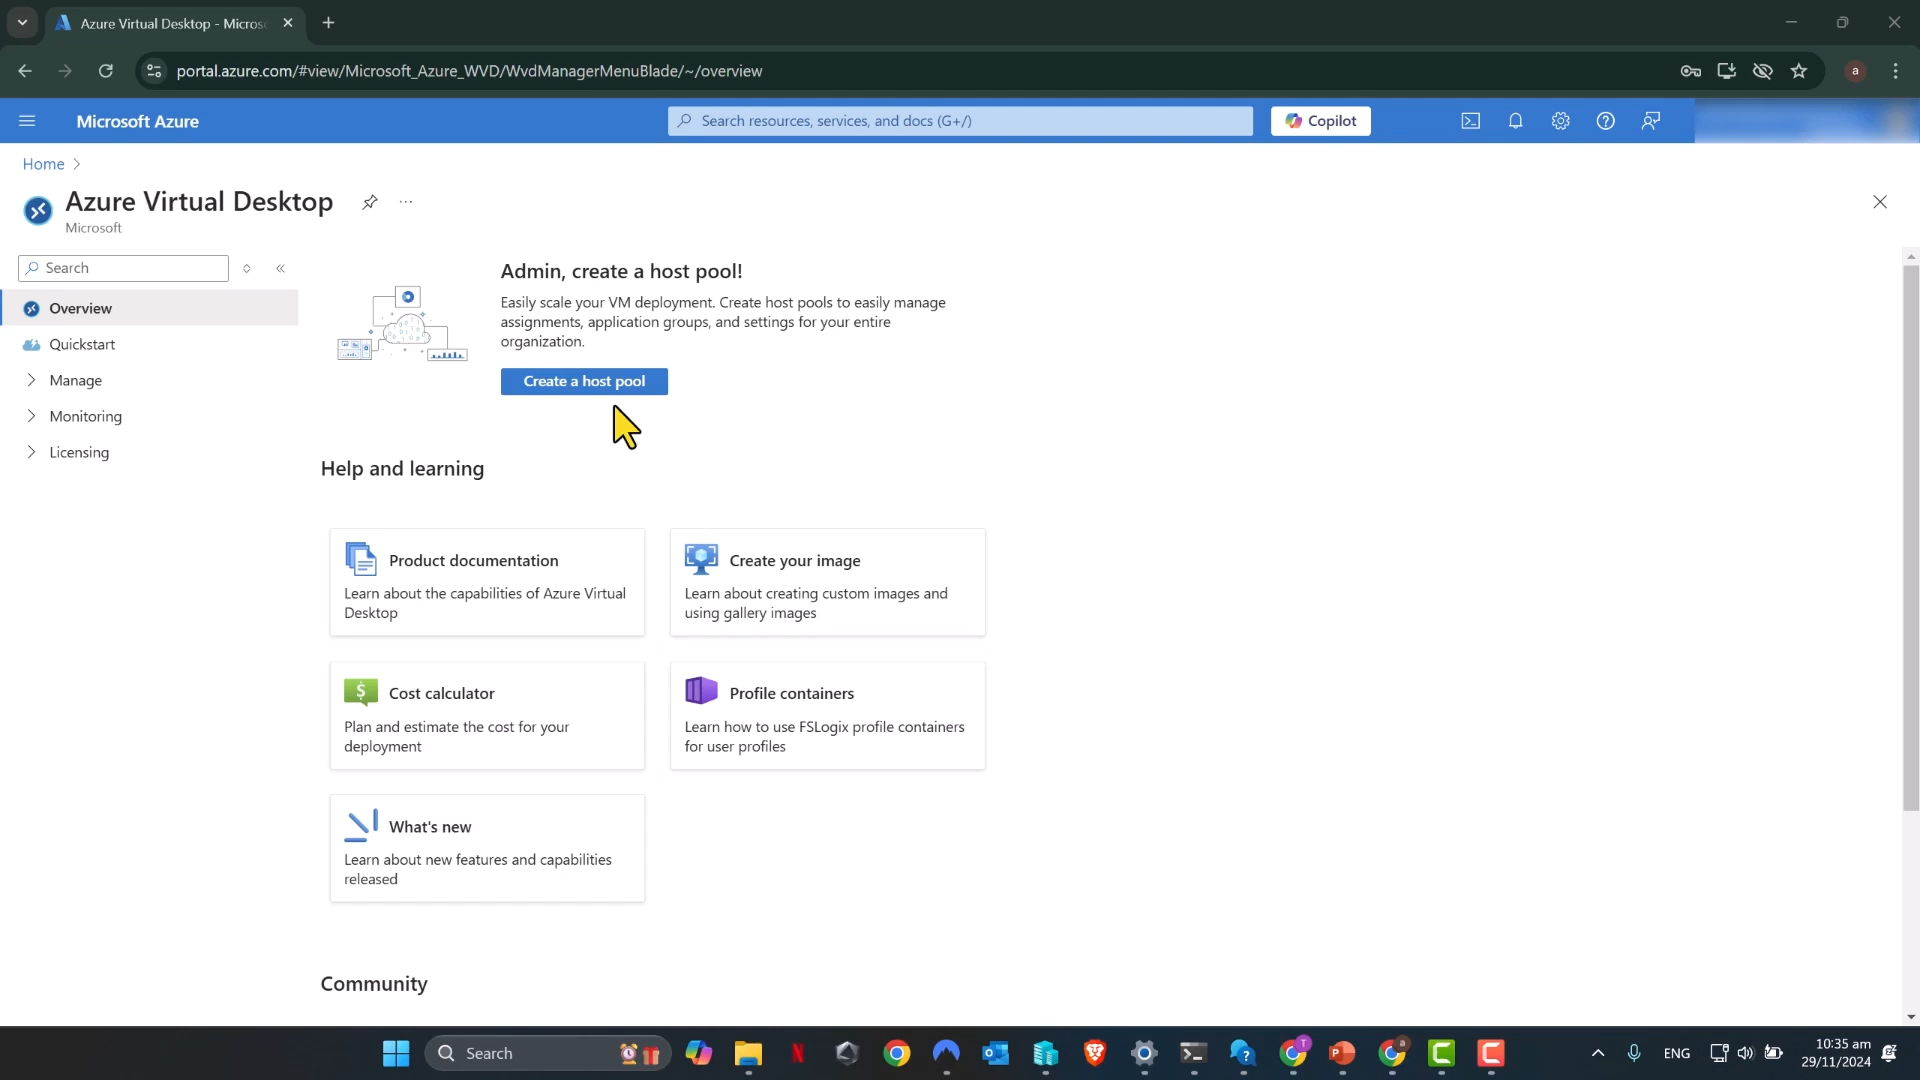 Azure Virtual Desktop - Micros
portal.azure.com/#view/Microsoft_Azure_WVD/WvdManagerMenuBlade/~/overview
a
Microsoft Azure
Search resources, services, and docs (G+/)
Copilot
Home
Azure Virtual Desktop
Microsoft
Search
Overview
Quickstart
Manage
Monitoring
Licensing
Admin, create a host pool!
Easily scale your VM deployment. Create host pools to easily manage
assignments, application groups, and settings for your entire
organization.
Create a host pool
Help and learning
Product documentation
Learn about the capabilities of Azure Virtual
Desktop
Create your image
Learn about creating custom images and
using gallery images
Cost calculator
Plan and estimate the cost for your
deployment
Profile containers
Learn how to use FSLogix profile containers
for user profiles
What's new
Learn about new features and capabilities
released
Community
Search
ENG
10:35 am
29/11/2024